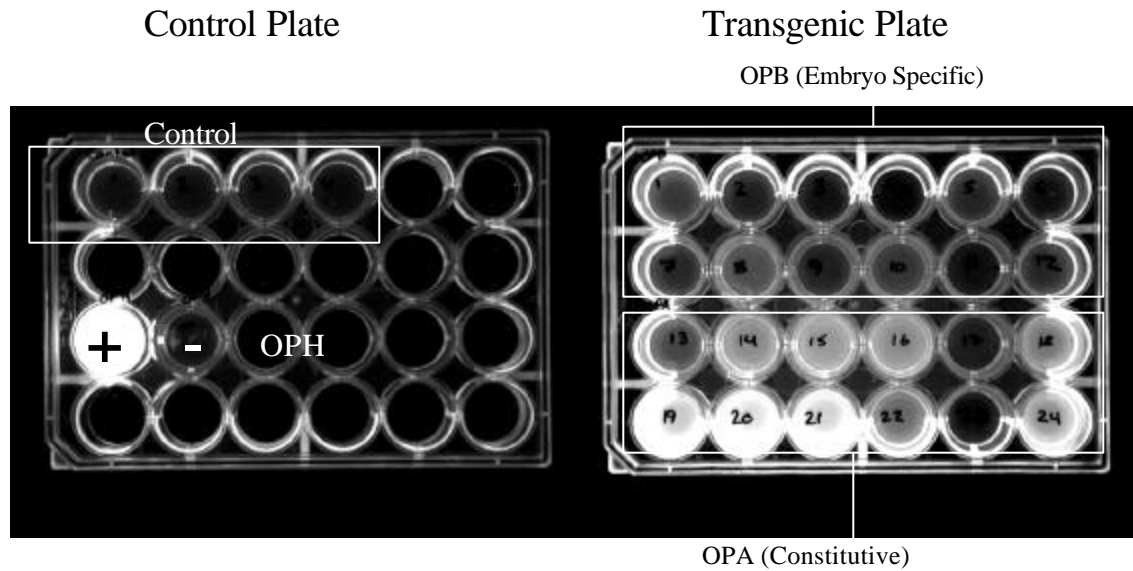 Control Plate
Transgenic Plate
OPB (Embryo Specific)
Control
+ - OPH
1 2 3 5 6
7 8 9 10 11 12
13 14 15 16 17 18
19 20 21 22 24
OPA (Constitutive)